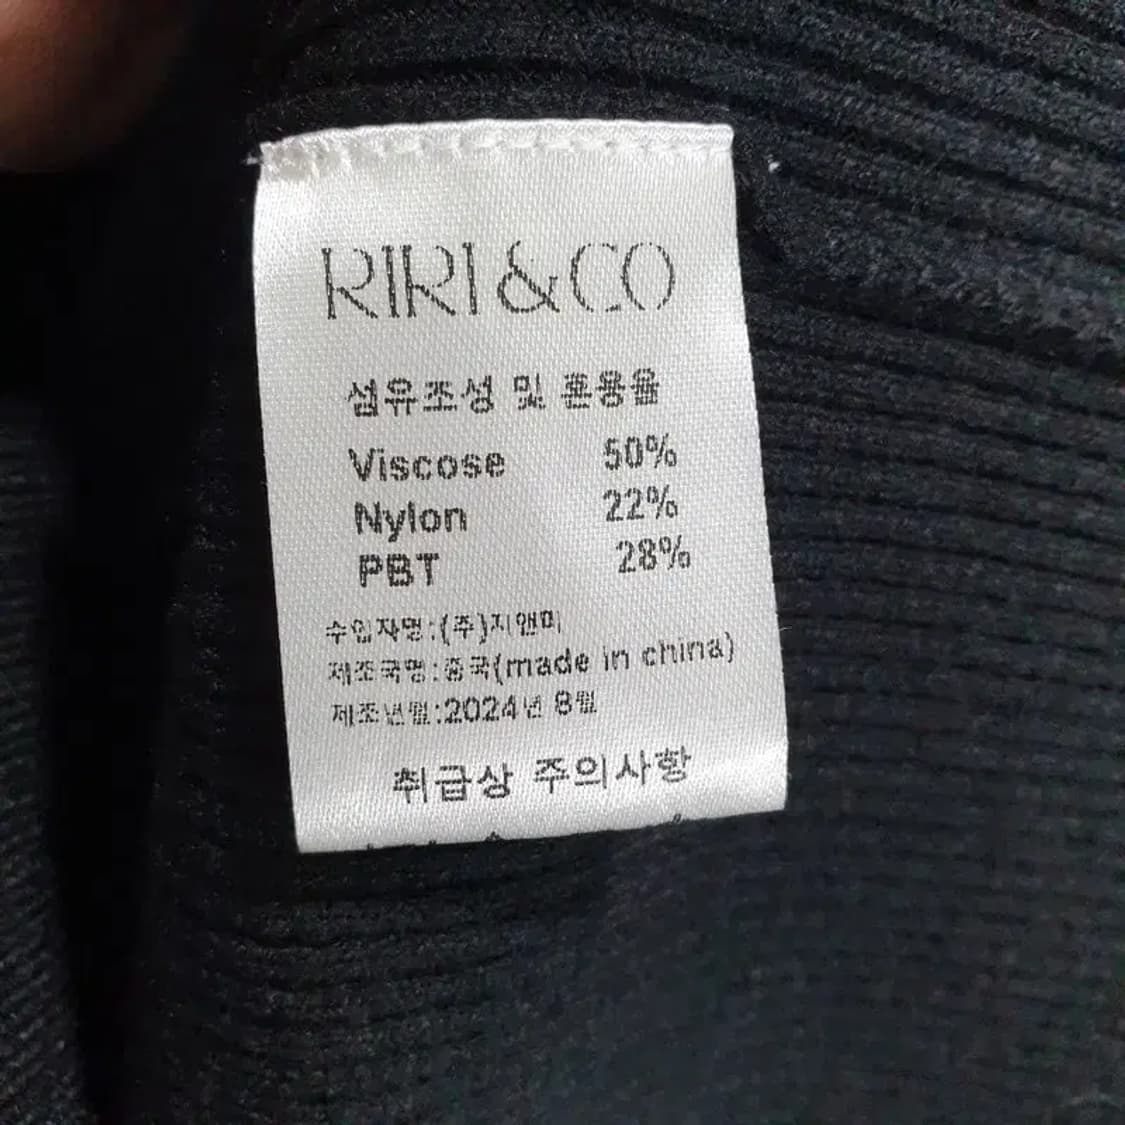 RIRI & CO
섬유조성 및 혼용율
Viscose 50%
Nylon 22%
PBT 28%
수입자명:(주)지앤미
제조국명:중국(made in china)
제조년월:2024년 8월
취급상 주의사항